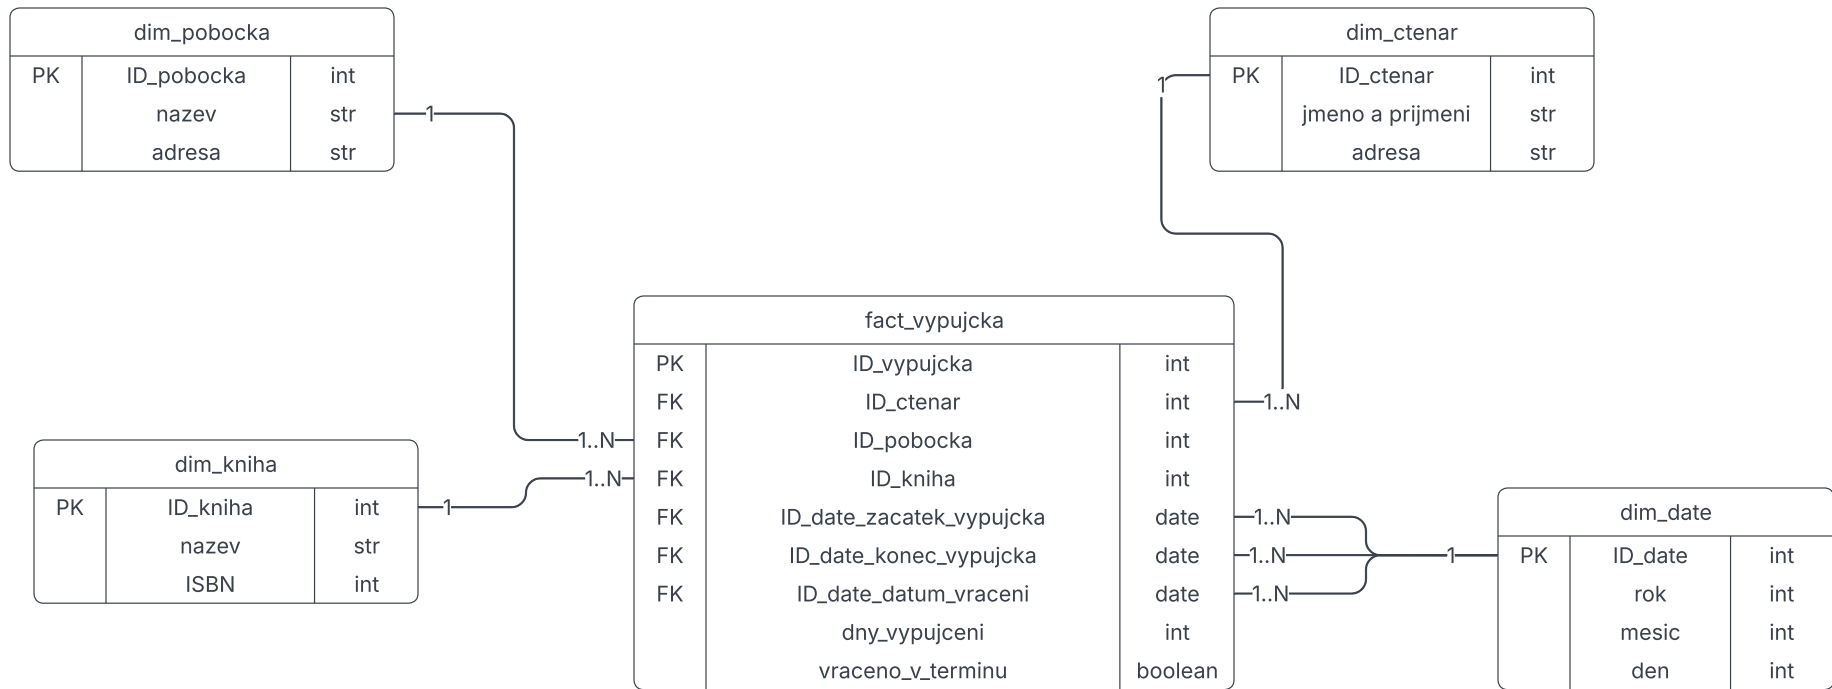 dim_pobocka
PK ID_pobocka int
nazev str
adresa str
1
dim_ctenar
PK ID_ctenar int
jmeno a prijmeni str
adresa str
1
fact_vypujcka
PK ID_vypujcka int
FK ID_ctenar int
FK ID_pobocka int
FK ID_kniha int
FK ID_date_zacatek_vypujcka date
FK ID_date_konec_vypujcka date
FK ID_date_datum_vraceni date
dny_vypujceni int
vraceno_v_terminu boolean
1..N
1..N
1..N
1..N
1..N
1..N
dim_kniha
PK ID_kniha int
nazev str
ISBN int
1
dim_date
PK ID_date int
rok int
mesic int
den int
1